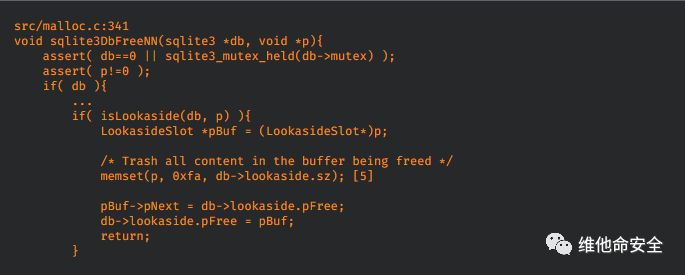 src/malloc.c:341
void sqlite3DbFreeNN(sqlite3 *db, void *p){
    assert( db==0 || sqlite3_mutex_held(db->mutex) );
    assert( p!=0 );
    if( db ){
        ...
        if( isLookaside(db, p) ){
            LookasideSlot *pBuf = (LookasideSlot*)p;

            /* Trash all content in the buffer being freed */
            memset(p, 0xfa, db->lookaside.sz); [5]

            pBuf->pNext = db->lookaside.pFree;
            db->lookaside.pFree = pBuf;
            return;
        }
维他命安全